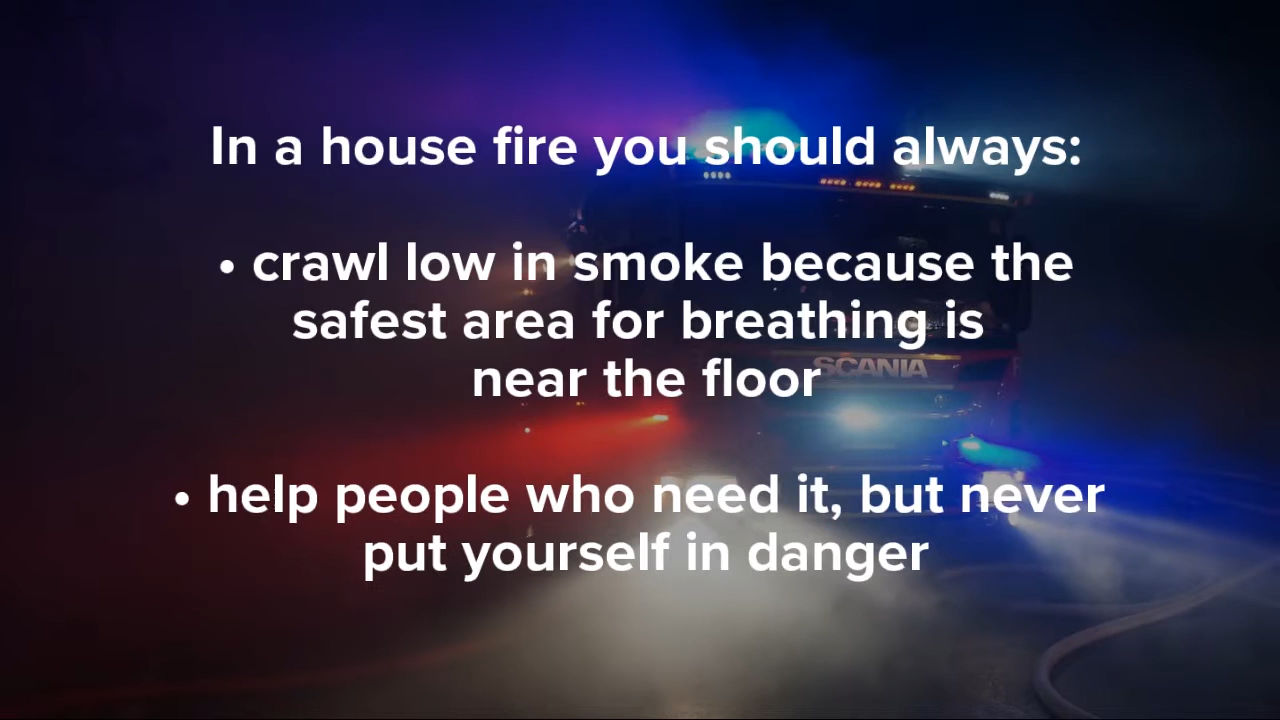 In a house fire you should always:
• crawl low in smoke because the
safest area for breathing is
near the floor
SCANIA
• help people who need it, but never
put yourself in danger